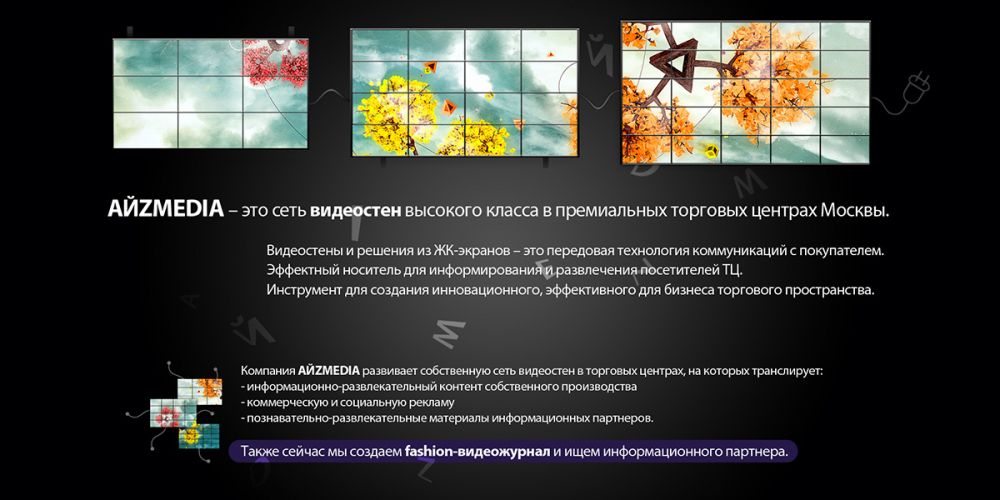 АЙZMEDIA – это сеть видеостен высокого класса в премиальных торговых центрах Москвы.
Видеостены и решения из ЖК-экранов – это передовая технология коммуникаций с покупателем.
Эффектный носитель для информирования и развлечения посетителей ТЦ.
Инструмент для создания инновационного, эффективного для бизнеса торгового пространства.
Компания АЙZMEDIA развивает собственную сеть видеостен в торговых центрах, на которых транслирует:
- информационно-развлекательный контент собственного производства
- коммерческую и социальную рекламу
- познавательно-развлекательные материалы информационных партнеров.
Также сейчас мы создаем fashion-видеожурнал и ищем информационного партнера.